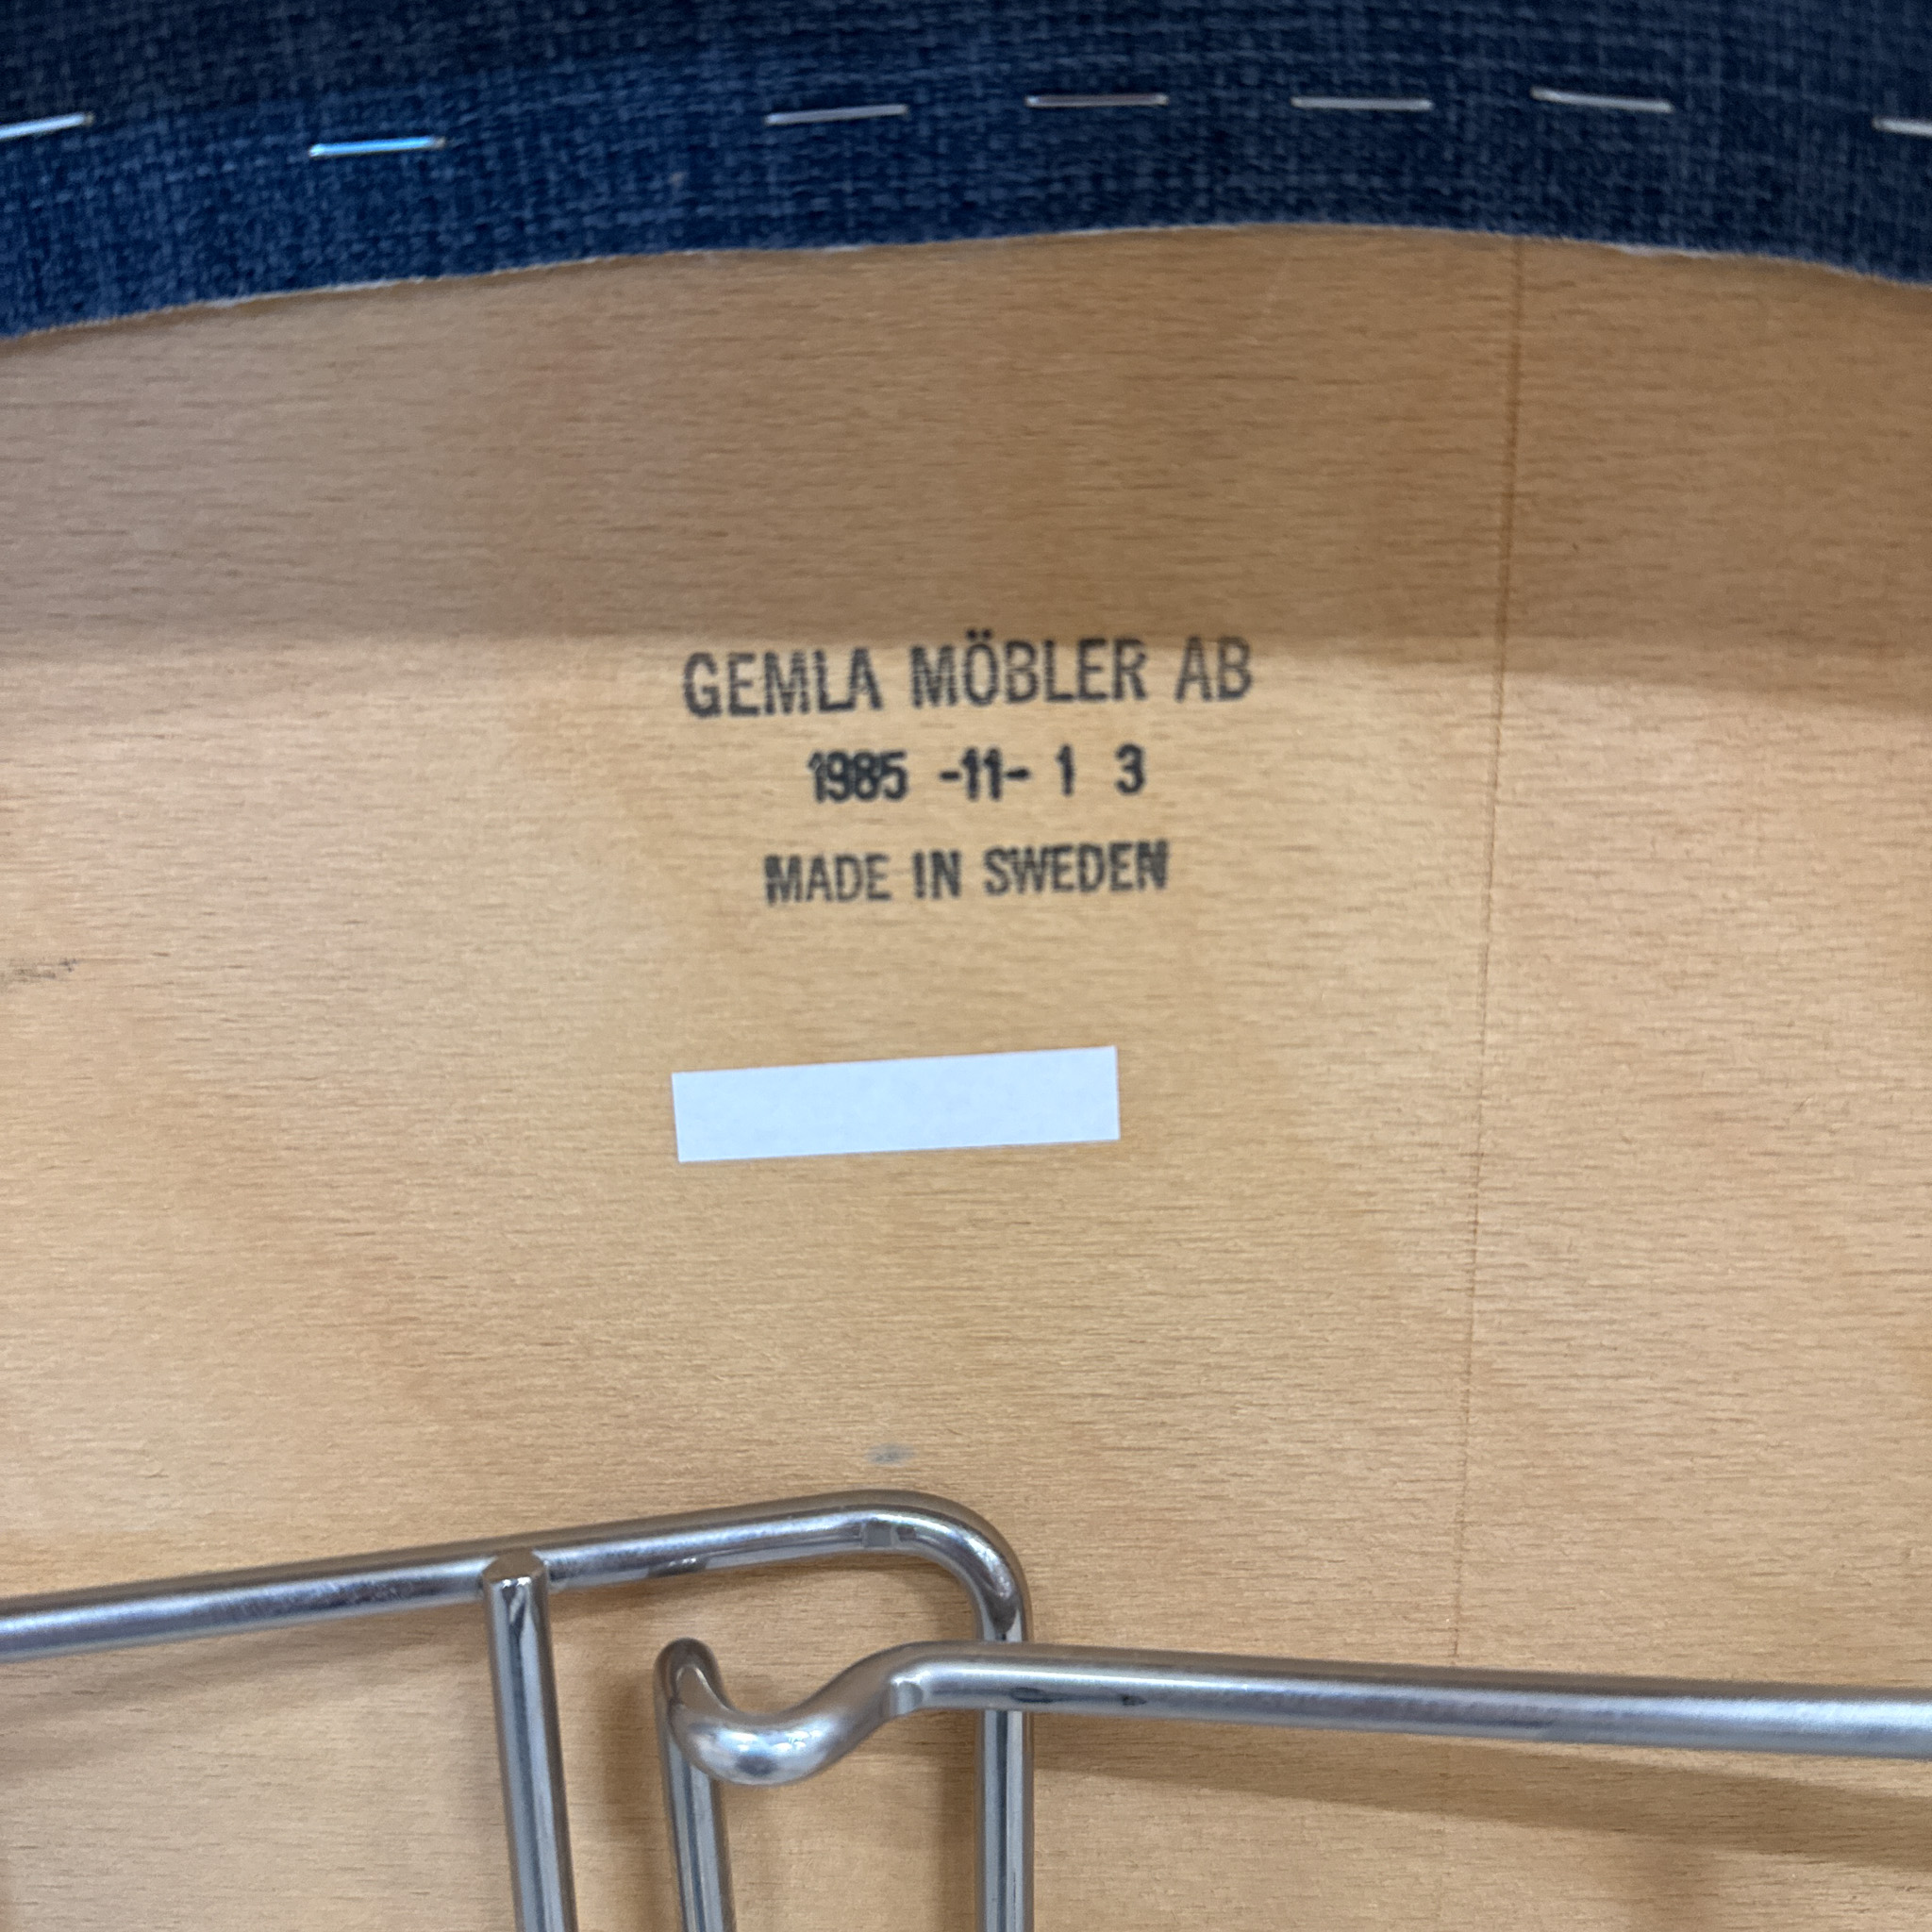 GEMLA MÖBLER AB
1985 -11- 1 3
MADE IN SWEDEN